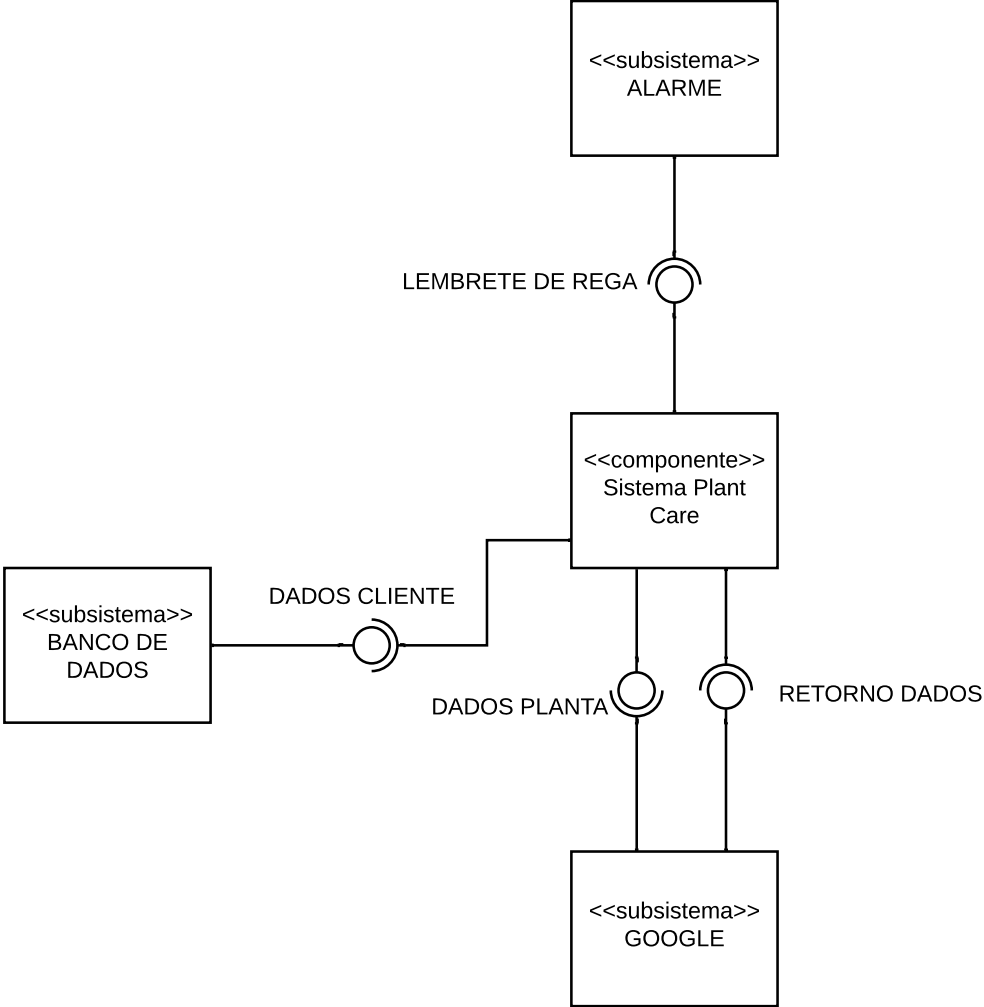 <<subsistema>>
ALARME
LEMBRETE DE REGA
<<componente>>
Sistema Plant
Care
DADOS CLIENTE
<<subsistema>>
BANCO DE
DADOS
DADOS PLANTA
RETORNO DADOS
<<subsistema>>
GOOGLE